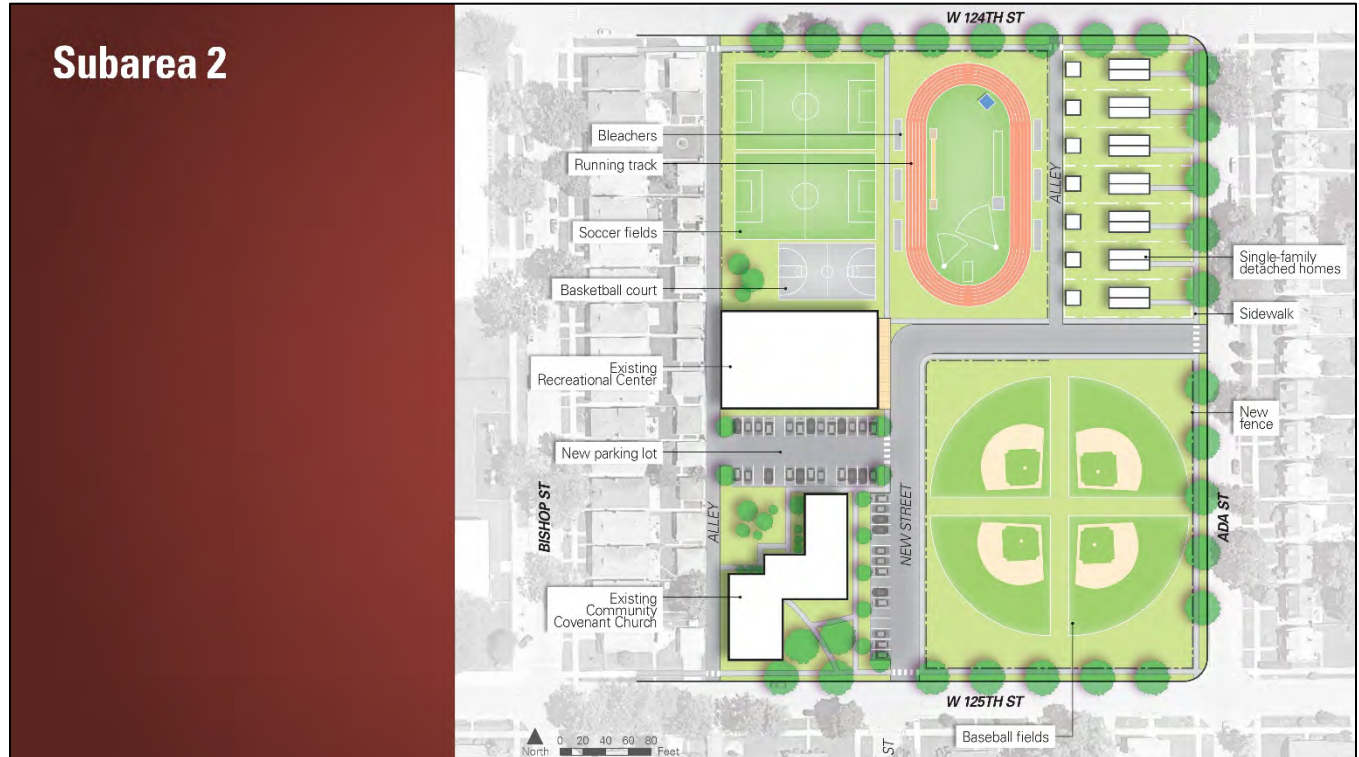 Subarea 2
W 124TH ST
Bleachers
Running track
ALLEY
Soccer fields
Single-family
detached homes
Basketball court
Sidewalk
Existing
Recreational Center
New
fence
New parking lot
BISHOP ST
ALLEY
NEW STREET
ADA ST
Existing
Community
Covenant Church
W 125TH ST
Baseball fields
North
0 20 40 60 80
Feet
ST